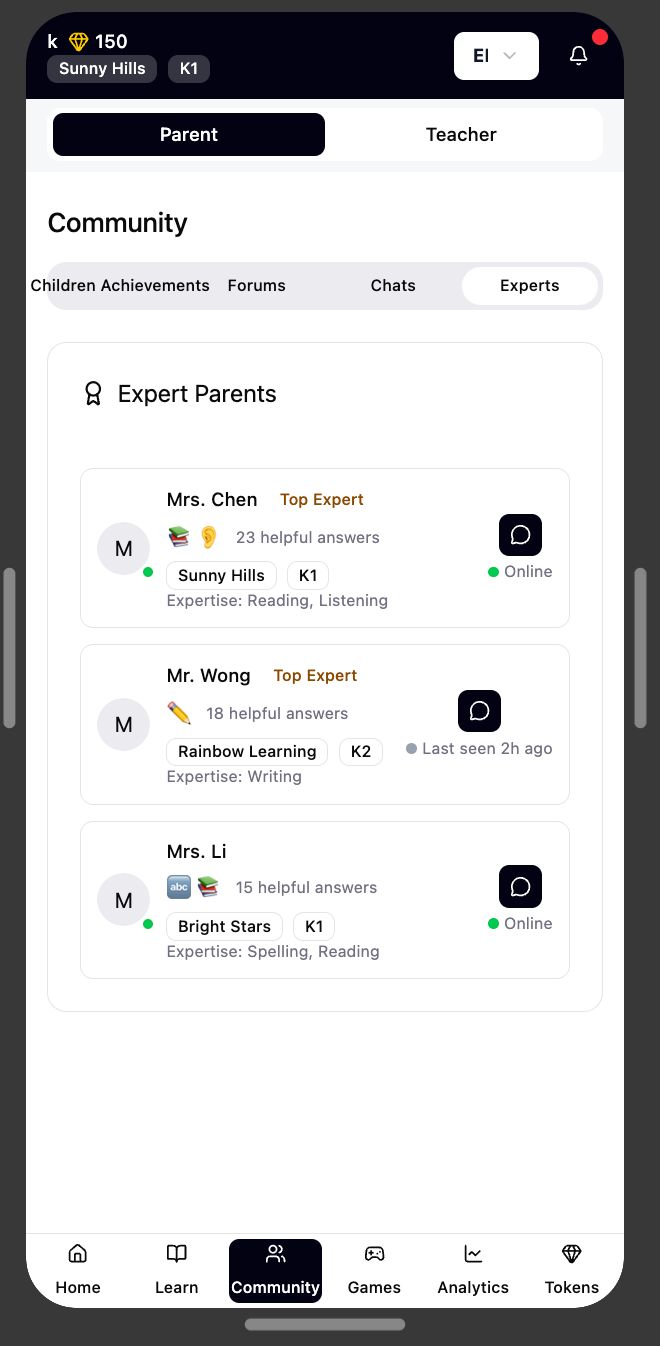 k 150
Sunny Hills K1
EI
Parent Teacher
Community
Children Achievements Forums Chats Experts
Expert Parents
Mrs. Chen Top Expert
M
23 helpful answers
Sunny Hills K1
Online
Expertise: Reading, Listening
Mr. Wong Top Expert
M
18 helpful answers
Rainbow Learning K2
Last seen 2h ago
Expertise: Writing
Mrs. Li
M
abc 15 helpful answers
Bright Stars K1
Online
Expertise: Spelling, Reading
Home Learn Community Games Analytics Tokens